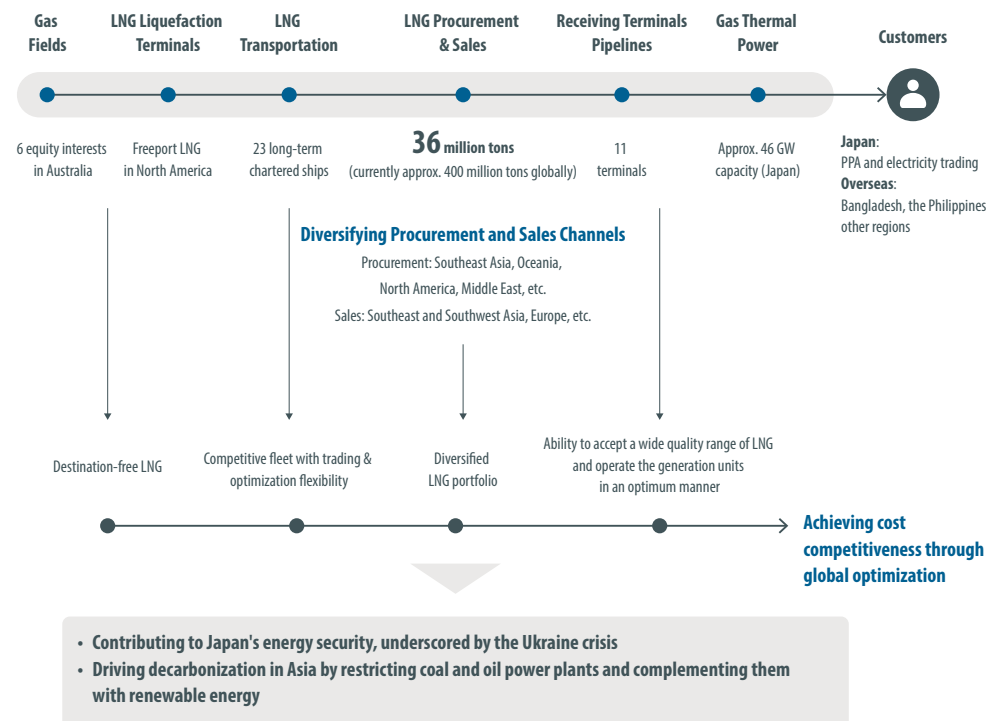 Gas
Fields
LNG Liquefaction
Terminals
LNG
Transportation
LNG Procurement
& Sales
Receiving Terminals
Pipelines
Gas Thermal
Power
Customers
6 equity interests
in Australia
Freeport LNG
in North America
23 long-term
chartered ships
36 million tons
(currently approx. 400 million tons globally)
11
terminals
Approx. 46 GW
capacity (Japan)
Japan:
PPA and electricity trading
Overseas:
Bangladesh, the Philippines
other regions
Diversifying Procurement and Sales Channels
Procurement: Southeast Asia, Oceania,
North America, Middle East, etc.
Sales: Southeast and Southwest Asia, Europe, etc.
Destination-free LNG
Competitive fleet with trading &
optimization flexibility
Diversified
LNG portfolio
Ability to accept a wide quality range of LNG
and operate the generation units
in an optimum manner
Achieving cost
competitiveness through
global optimization
• Contributing to Japan's energy security, underscored by the Ukraine crisis
• Driving decarbonization in Asia by restricting coal and oil power plants and complementing them
with renewable energy